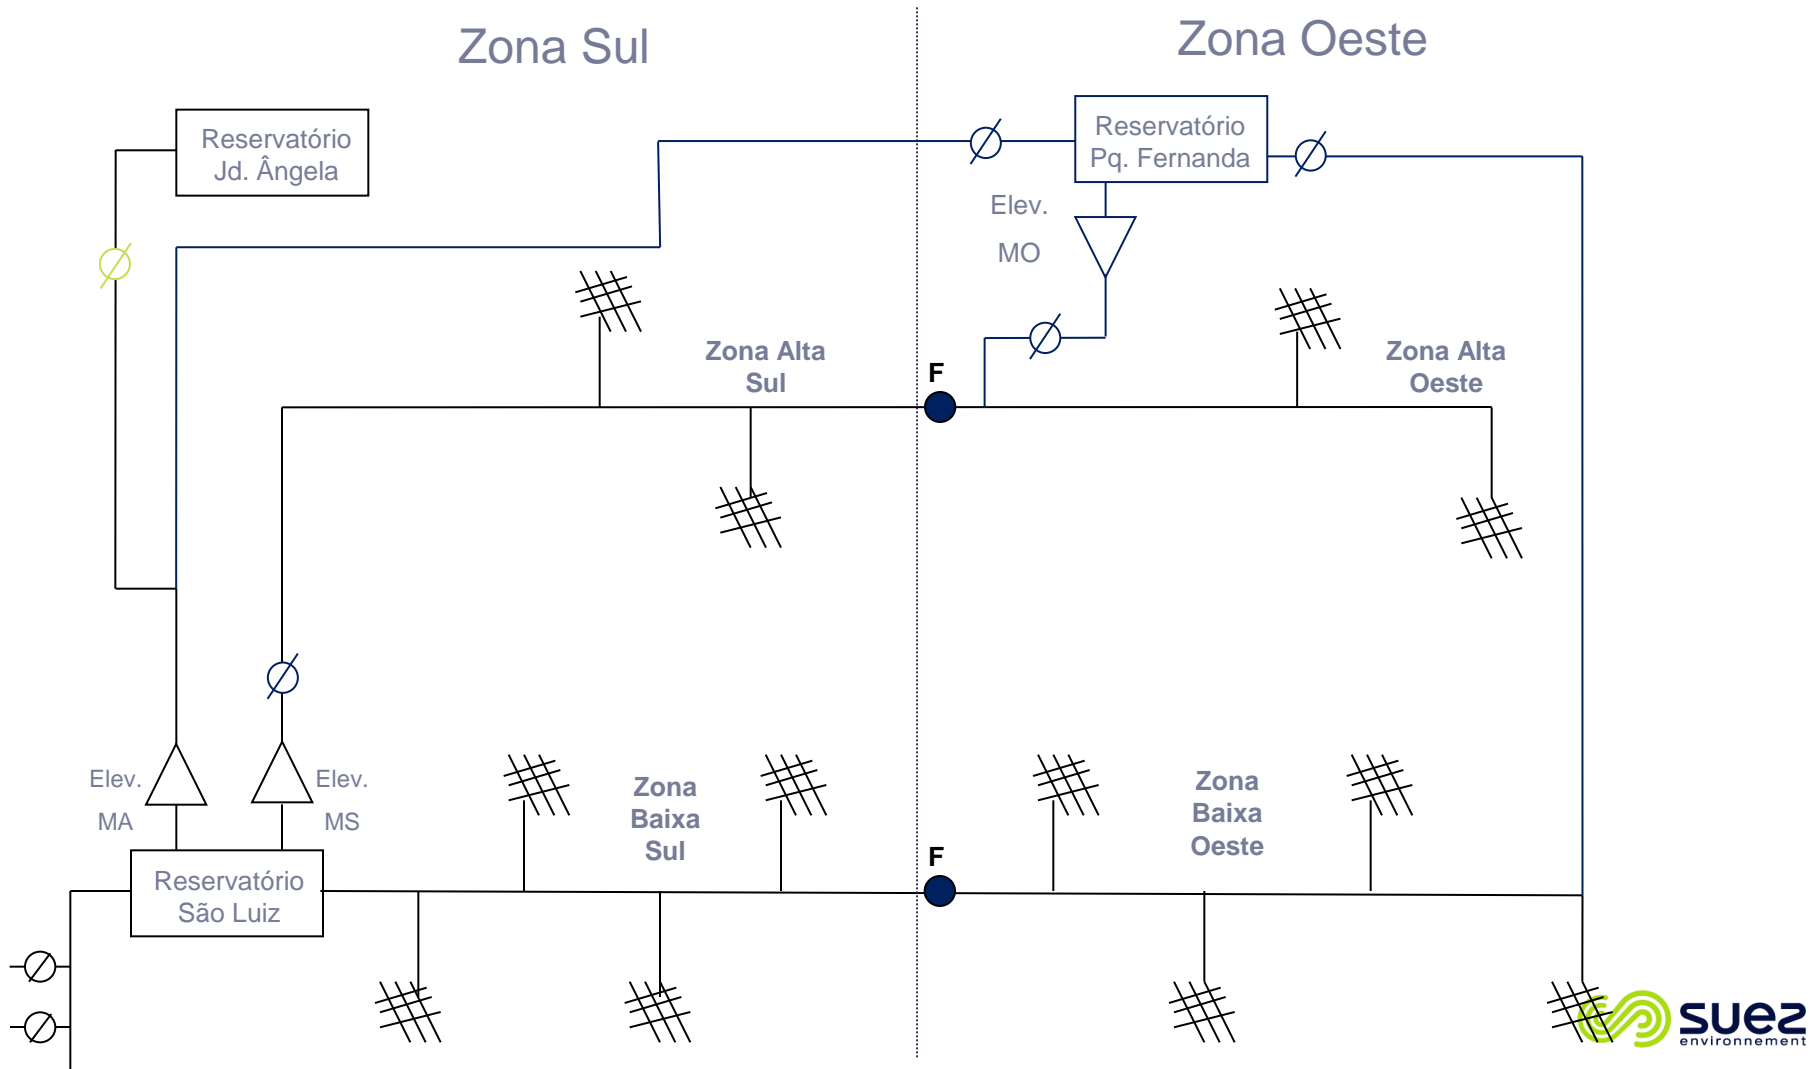 Zona Sul
Zona Oeste
Reservatório
Jd. Ângela
Reservatório
Pq. Fernanda
Elev.
MO
Zona Alta
Sul
F
Zona Alta
Oeste
Elev.
MA
Elev.
MS
Zona
Baixa
Sul
Zona
Baixa
Oeste
F
Reservatório
São Luiz
suez
environnement